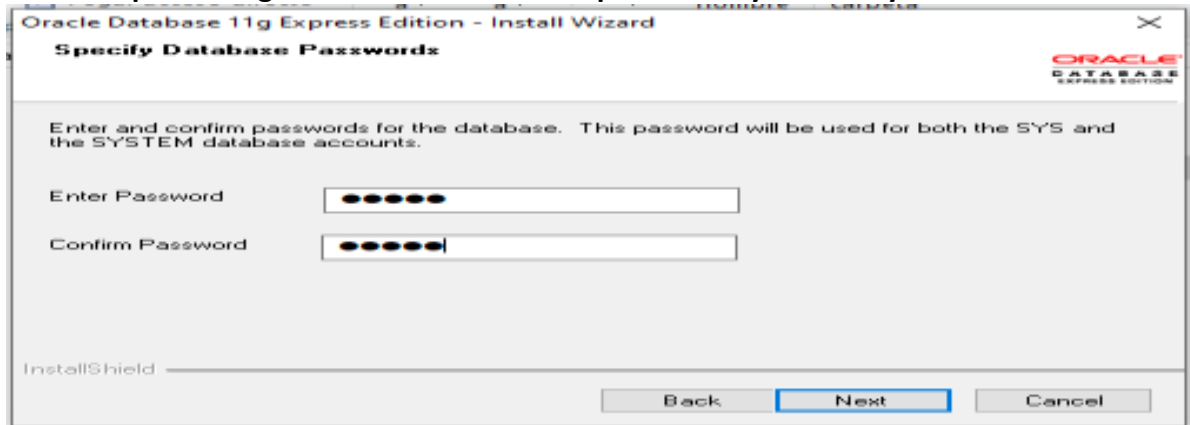 Oracle Database 11g Express Edition - Install Wizard
Specify Database Passwords
ORACLE
DATABASE
EXPRESS EDITION
Enter and confirm passwords for the database. This password will be used for both the SYS and
the SYSTEM database accounts.
Enter Password
Confirm Password
InstallShield
Back Next Cancel